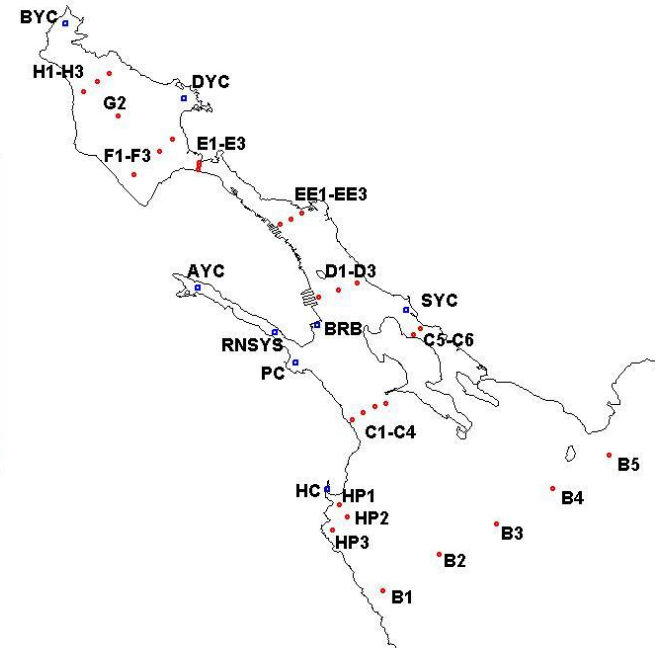 BYC
H1-H3
DYC
G2
E1-E3
F1-F3
EE1-EE3
AYC
D1-D3
SYC
BRB
RNSYS
C5-C6
PC
C1-C4
B5
HC
B4
HP1
HP2
B3
HP3
B2
B1